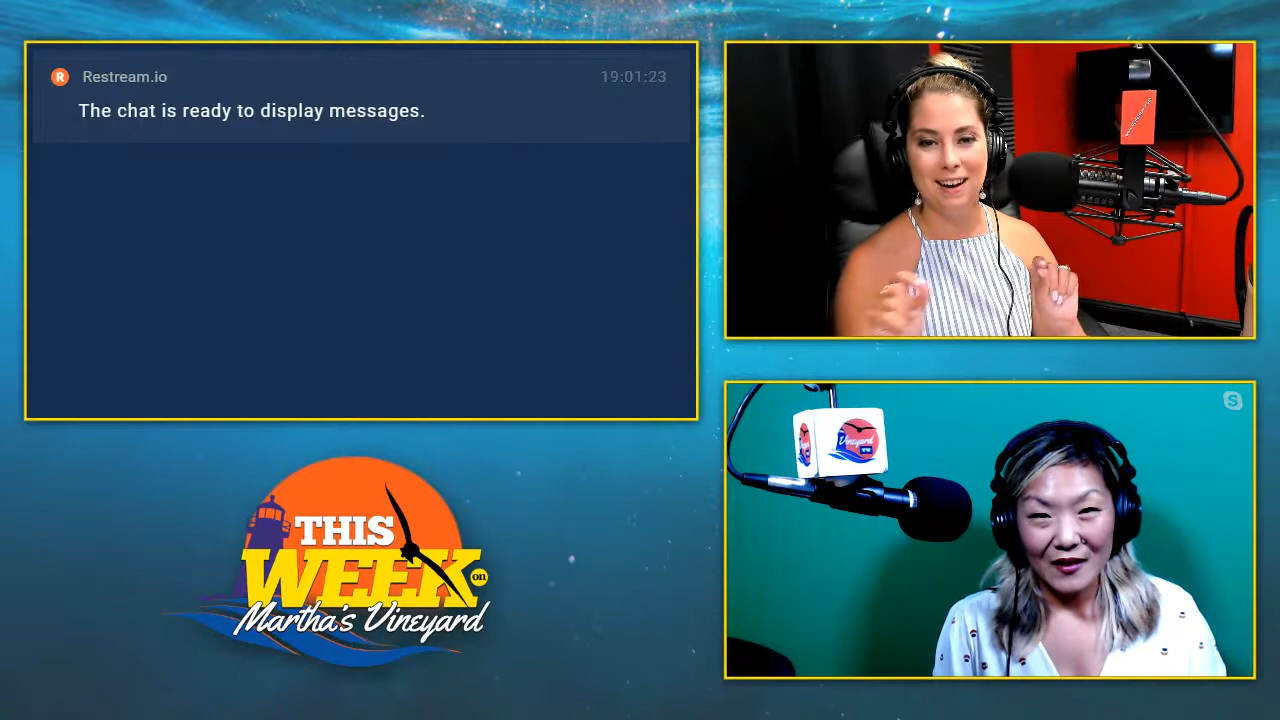 Restream.io
19:01:23
The chat is ready to display messages.
THIS
WEEK on
Martha's Vineyard
Vineyard